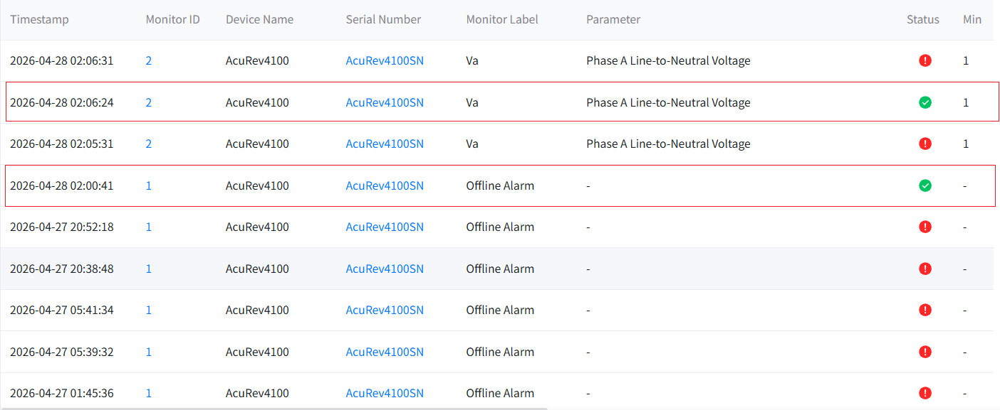 Timestamp Monitor ID Device Name Serial Number Monitor Label Parameter Status Min
2026-04-28 02:06:31 2 AcuRev4100 AcuRev4100SN Va Phase A Line-to-Neutral Voltage 1
2026-04-28 02:06:24 2 AcuRev4100 AcuRev4100SN Va Phase A Line-to-Neutral Voltage 1
2026-04-28 02:05:31 2 AcuRev4100 AcuRev4100SN Va Phase A Line-to-Neutral Voltage 1
2026-04-28 02:00:41 1 AcuRev4100 AcuRev4100SN Offline Alarm - -
2026-04-27 20:52:18 1 AcuRev4100 AcuRev4100SN Offline Alarm - -
2026-04-27 20:38:48 1 AcuRev4100 AcuRev4100SN Offline Alarm - -
2026-04-27 05:41:34 1 AcuRev4100 AcuRev4100SN Offline Alarm - -
2026-04-27 05:39:32 1 AcuRev4100 AcuRev4100SN Offline Alarm - -
2026-04-27 01:45:36 1 AcuRev4100 AcuRev4100SN Offline Alarm - -